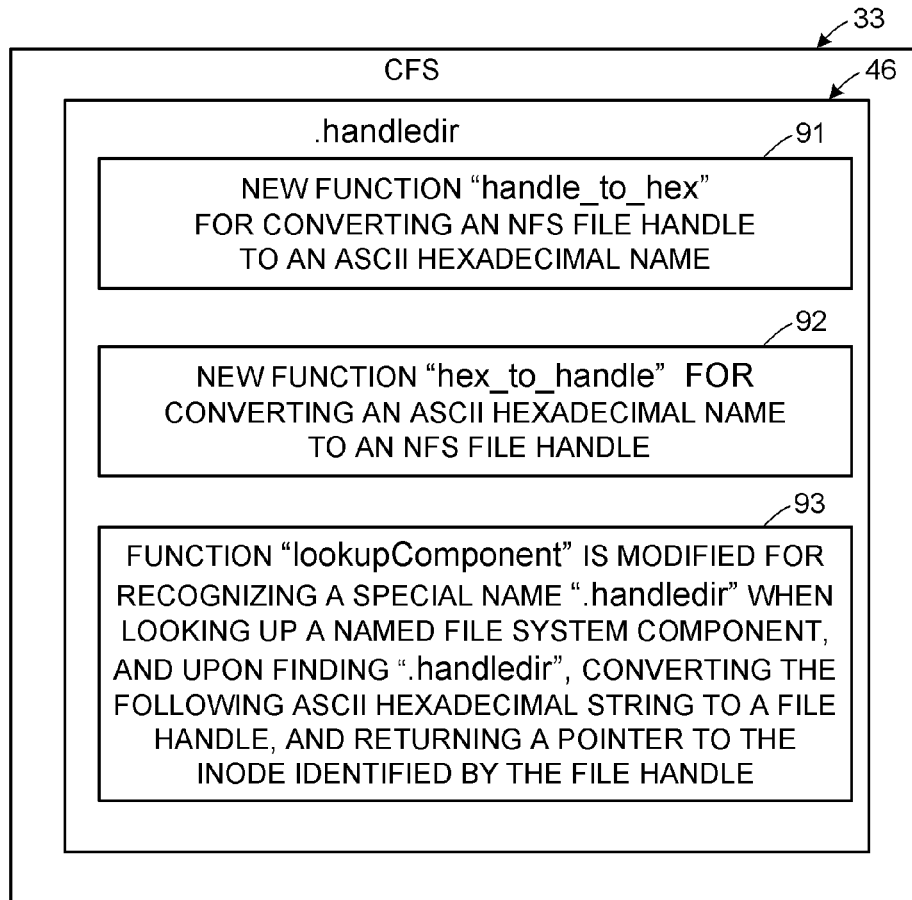 33
CFS
46
.handledir
91
NEW FUNCTION “handle_to_hex”
FOR CONVERTING AN NFS FILE HANDLE
TO AN ASCII HEXADECIMAL NAME
92
NEW FUNCTION “hex_to_handle” FOR
CONVERTING AN ASCII HEXADECIMAL NAME
TO AN NFS FILE HANDLE
93
FUNCTION “lookupComponent” IS MODIFIED FOR
RECOGNIZING A SPECIAL NAME “.handledir” WHEN
LOOKING UP A NAMED FILE SYSTEM COMPONENT,
AND UPON FINDING “.handledir”, CONVERTING THE
FOLLOWING ASCII HEXADECIMAL STRING TO A FILE
HANDLE, AND RETURNING A POINTER TO THE
INODE IDENTIFIED BY THE FILE HANDLE